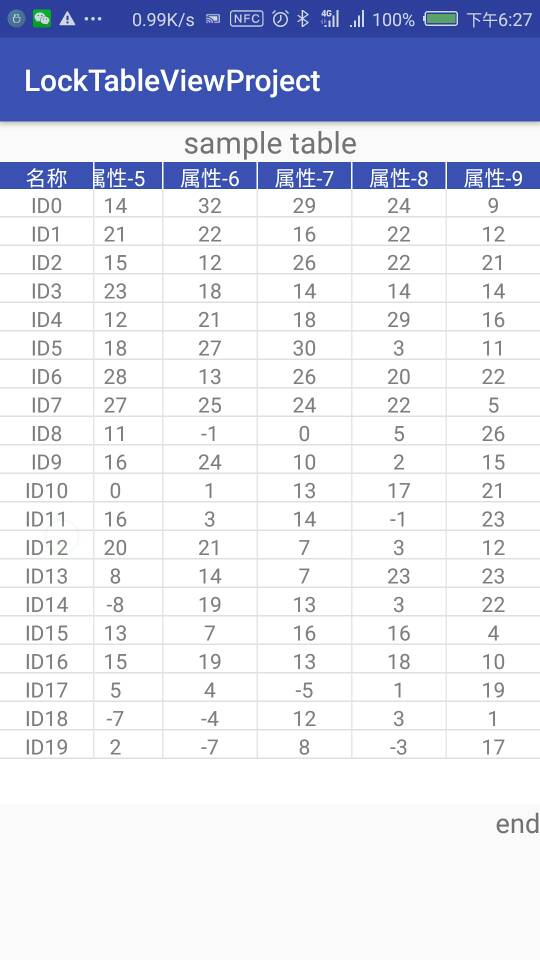 0.99K/s NFC 4G 100% 下午6:27
LockTableViewProject
sample table
名称 属性-5 属性-6 属性-7 属性-8 属性-9
ID0 14 32 29 24 9
ID1 21 22 16 22 12
ID2 15 12 26 22 21
ID3 23 18 14 14 14
ID4 12 21 18 29 16
ID5 18 27 30 3 11
ID6 28 13 26 20 22
ID7 27 25 24 22 5
ID8 11 -1 0 5 26
ID9 16 24 10 2 15
ID10 0 1 13 17 21
ID11 16 3 14 -1 23
ID12 20 21 7 3 12
ID13 8 14 7 23 23
ID14 -8 19 13 3 22
ID15 13 7 16 16 4
ID16 15 19 13 18 10
ID17 5 4 -5 1 19
ID18 -7 -4 12 3 1
ID19 2 -7 8 -3 17
end